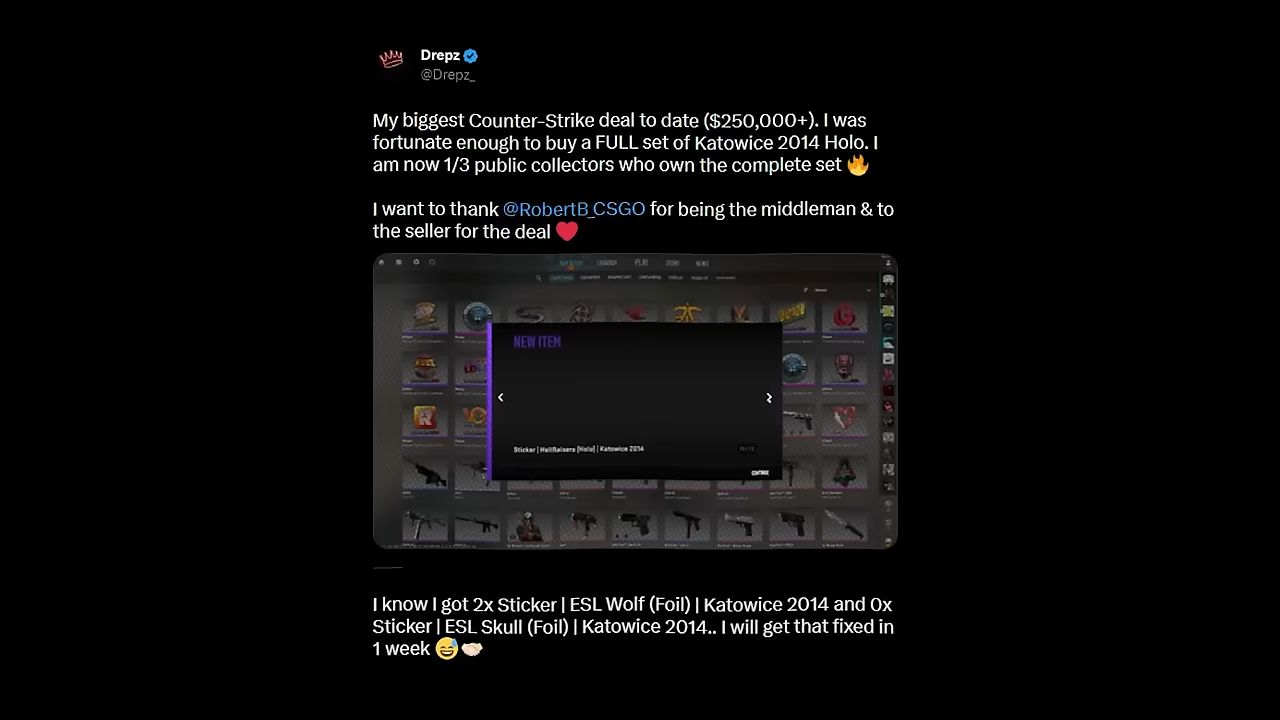 Drepz
@Drepz_
My biggest Counter-Strike deal to date ($250,000+). I was
fortunate enough to buy a FULL set of Katowice 2014 Holo. I
am now 1/3 public collectors who own the complete set 🔥
I want to thank @RobertB_CSGO for being the middleman & to
the seller for the deal ❤️
PLAY STORE NEWS
NEW ITEM
Sticker | HellRaisers (Holo) | Katowice 2014
CONTINUE
I know I got 2x Sticker | ESL Wolf (Foil) | Katowice 2014 and 0x
Sticker | ESL Skull (Foil) | Katowice 2014.. I will get that fixed in
1 week 😅🤝🏻